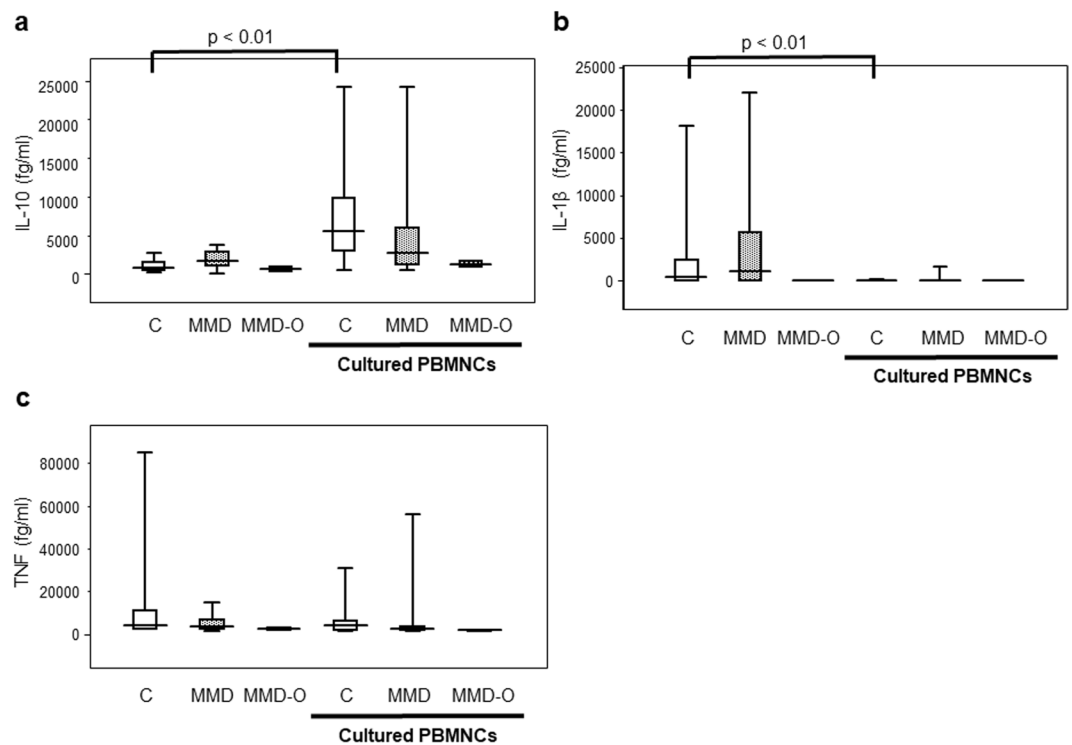 a
p < 0.01
IL-10 (fg/ml)
25000
20000
15000
10000
5000
0
C MMD MMD-O C MMD MMD-O
Cultured PBMNCs
b
p < 0.01
IL-1β (fg/ml)
25000
20000
15000
10000
5000
0
C MMD MMD-O C MMD MMD-O
Cultured PBMNCs
c
TNF (fg/ml)
80000
60000
40000
20000
0
C MMD MMD-O C MMD MMD-O
Cultured PBMNCs